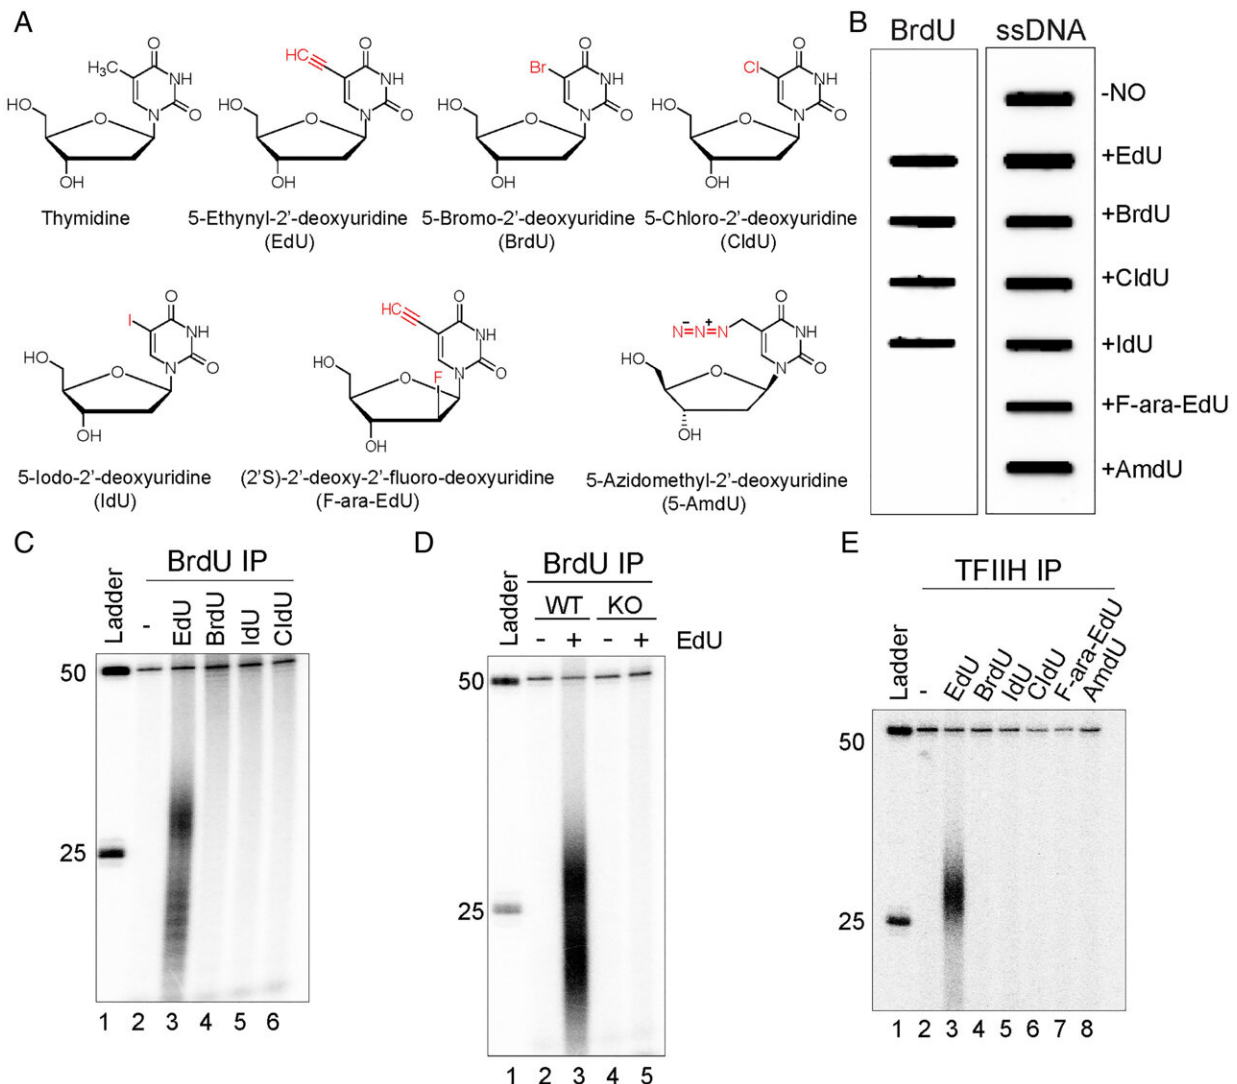 A
H₃C
O
NH
N
O
HO
O
OH
Thymidine
HC
O
NH
N
O
HO
O
OH
5-Ethynyl-2'-deoxyuridine
(EdU)
Br
O
NH
N
O
HO
O
OH
5-Bromo-2'-deoxyuridine
(BrdU)
Cl
O
NH
N
O
HO
O
OH
5-Chloro-2'-deoxyuridine
(CldU)
I
O
NH
N
O
HO
O
OH
5-Iodo-2'-deoxyuridine
(IdU)
HC
O
NH
N
O
F
HO
O
OH
(2'S)-2'-deoxy-2'-fluoro-deoxyuridine
(F-ara-EdU)
N=N=N
− +
O
NH
N
O
HO
O
OH
5-Azidomethyl-2'-deoxyuridine
(5-AmdU)
B
BrdU ssDNA
-NO
+EdU
+BrdU
+CldU
+IdU
+F-ara-EdU
+AmdU
C
BrdU IP
Ladder
-
EdU
BrdU
IdU
CldU
50
25
1 2 3 4 5 6
D
BrdU IP
Ladder
WT KO
- + - + EdU
50
25
1 2 3 4 5
E
TFIIH IP
Ladder
-
EdU
BrdU
IdU
CldU
F-ara-EdU
AmdU
50
25
1 2 3 4 5 6 7 8